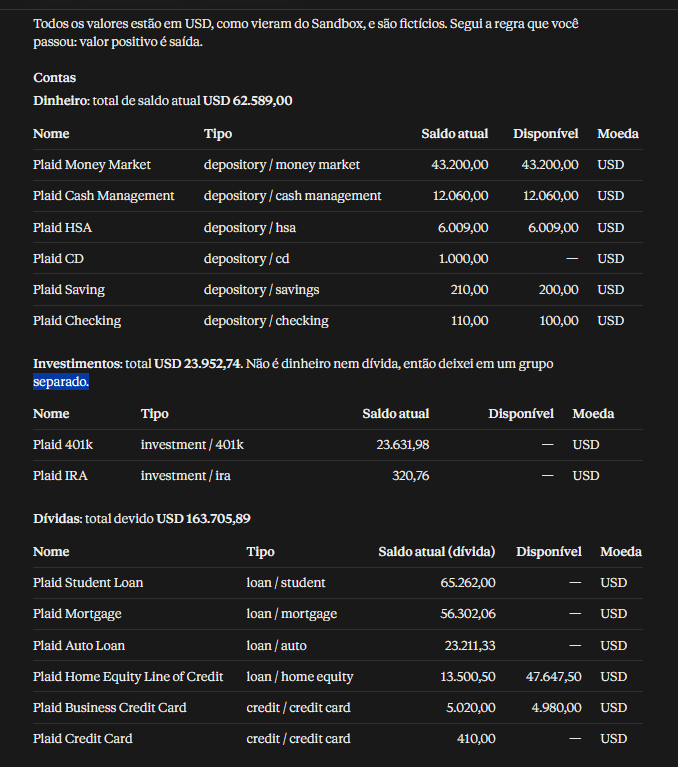 Todos os valores estão em USD, como vieram do Sandbox, e são fictícios. Segui a regra que você
passou: valor positivo é saída.
Contas
Dinheiro: total de saldo atual USD 62.589,00
Nome Tipo Saldo atual Disponível Moeda
Plaid Money Market depository / money market 43.200,00 43.200,00 USD
Plaid Cash Management depository / cash management 12.060,00 12.060,00 USD
Plaid HSA depository / hsa 6.009,00 6.009,00 USD
Plaid CD depository / cd 1.000,00 — USD
Plaid Saving depository / savings 210,00 200,00 USD
Plaid Checking depository / checking 110,00 100,00 USD
Investimentos: total USD 23.952,74. Não é dinheiro nem dívida, então deixei em um grupo
separado.
Nome Tipo Saldo atual Disponível Moeda
Plaid 401k investment / 401k 23.631,98 — USD
Plaid IRA investment / ira 320,76 — USD
Dívidas: total devido USD 163.705,89
Nome Tipo Saldo atual (dívida) Disponível Moeda
Plaid Student Loan loan / student 65.262,00 — USD
Plaid Mortgage loan / mortgage 56.302,06 — USD
Plaid Auto Loan loan / auto 23.211,33 — USD
Plaid Home Equity Line of Credit loan / home equity 13.500,50 47.647,50 USD
Plaid Business Credit Card credit / credit card 5.020,00 4.980,00 USD
Plaid Credit Card credit / credit card 410,00 — USD